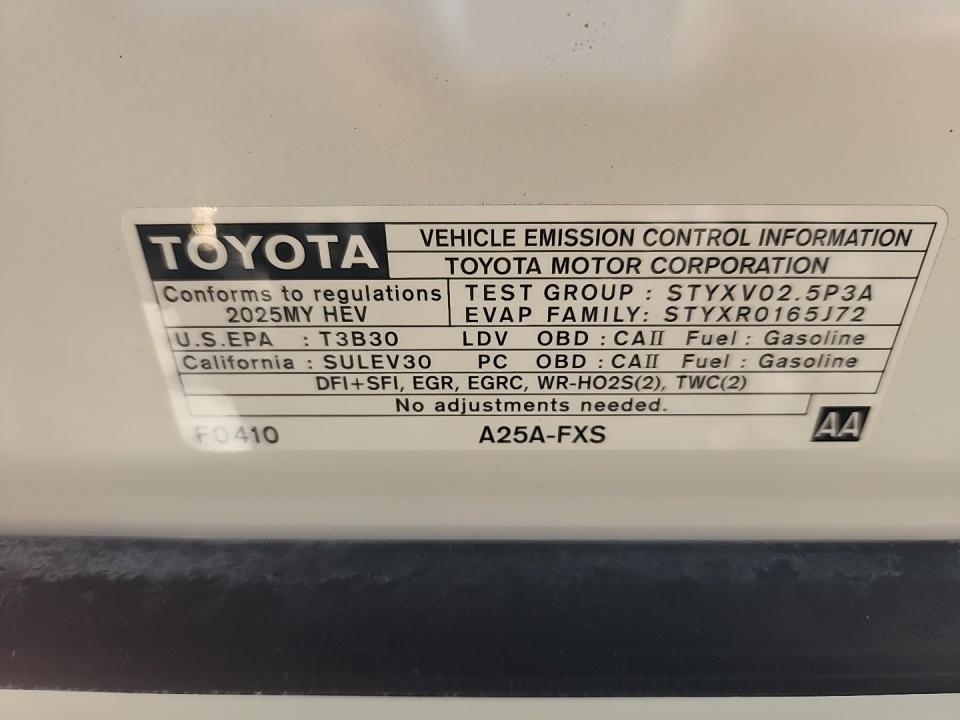 TOYOTA
VEHICLE EMISSION CONTROL INFORMATION
TOYOTA MOTOR CORPORATION
Conforms to regulations
2025MY HEV
TEST GROUP : STYXV02.5P3A
EVAP FAMILY: STYXR0165J72
U.S.EPA : T3B30 LDV OBD : CAⅡ Fuel : Gasoline
California : SULEV30 PC OBD : CAⅡ Fuel : Gasoline
DFI+SFI, EGR, EGRC, WR-HO2S(2), TWC(2)
No adjustments needed.
F0410 A25A-FXS AA